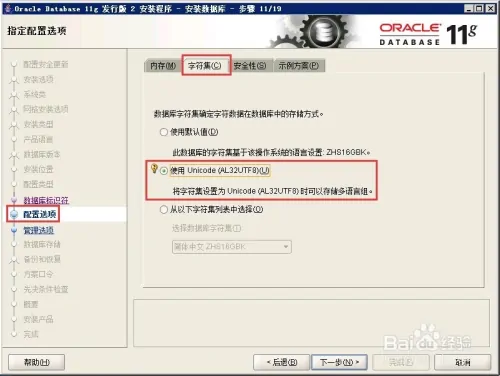 Oracle Database 11g 发行版 2 安装程序 - 安装数据库 - 步骤 11/19
指定配置选项
ORACLE
DATABASE 11g
配置安全更新
安装选项
系统类
网格安装选项
安装类型
产品语言
数据库版本
安装位置
配置类型
数据库标识符
配置选项
管理选项
数据库存储
备份和恢复
方案口令
先决条件检查
概要
安装产品
完成
内存(M) 字符集(C) 安全性(S) 示例方案(P)
数据库字符集确定字符数据在数据库中的存储方式。
使用默认值(D)
此数据库的字符集基于该操作系统的语言设置: ZHS16GBK。
使用 Unicode (AL32UTF8)(U)
将字符集设置为 Unicode (AL32UTF8) 时可以存储多语言组。
从以下字符集列表中选择(O)
选择数据库字符集(T):
简体中文 ZHS16GBK
帮助(H)
< 后退(B) 下一步(N) > 完成(F) 取消
Baidu 经验
jingyan.baidu.com